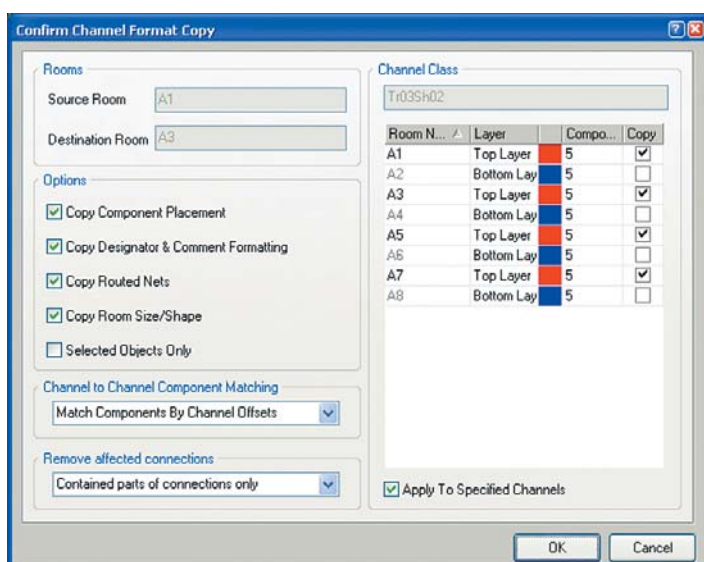 Confirm Channel Format Copy
Rooms
Source Room A1
Destination Room A3
Options
Copy Component Placement
Copy Designator & Comment Formatting
Copy Routed Nets
Copy Room Size/Shape
Selected Objects Only
Channel to Channel Component Matching
Match Components By Channel Offsets
Remove affected connections
Contained parts of connections only
Channel Class
Tr03Sh02
Room N... Layer Compo... Copy
A1 Top Layer 5
A2 Bottom Lay 5
A3 Top Layer 5
A4 Bottom Lay 5
A5 Top Layer 5
A6 Bottom Lay 5
A7 Top Layer 5
A8 Bottom Lay 5
Apply To Specified Channels
OK Cancel